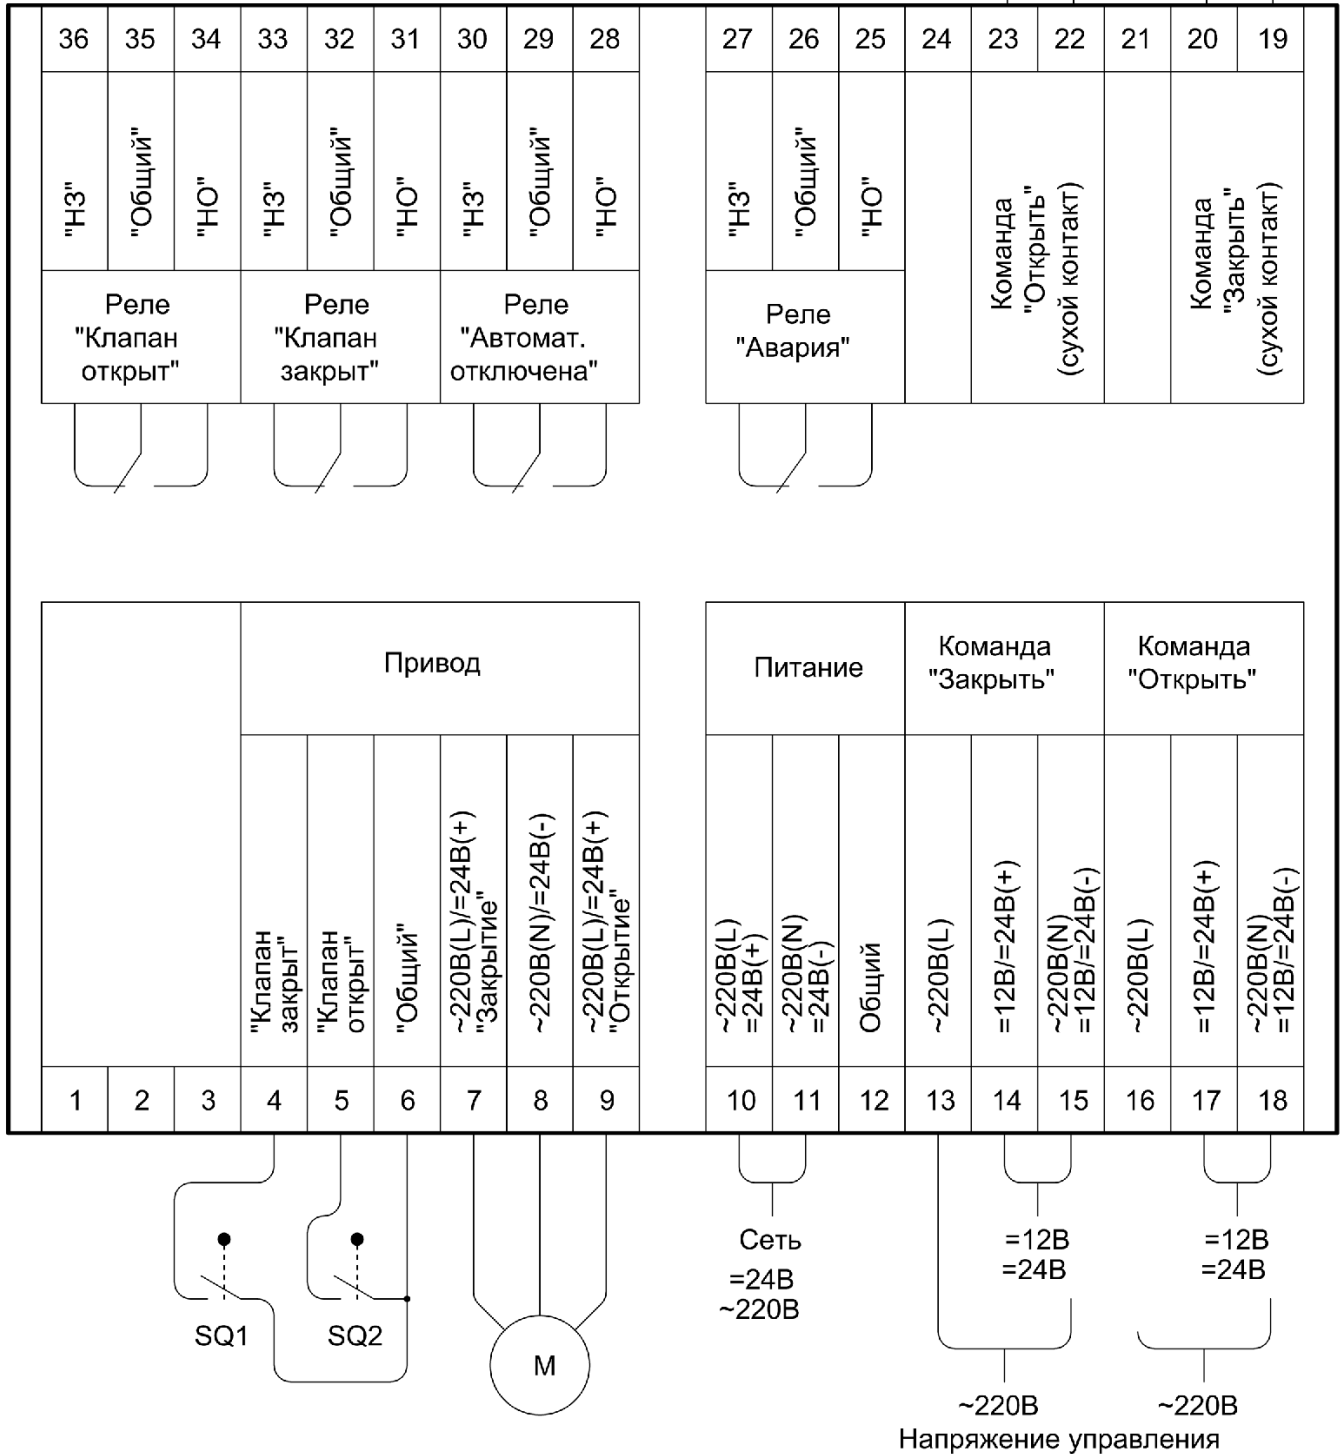 36 35 34 33 32 31 30 29 28 27 26 25 24 23 22 21 20 19
"НЗ"
"Общий"
"НО"
"НЗ"
"Общий"
"НО"
"НЗ"
"Общий"
"НО"
"НЗ"
"Общий"
"НО"
Команда
"Открыть"
(сухой контакт)
Команда
"Закрыть"
(сухой контакт)
Реле
"Клапан
открыт"
Реле
"Клапан
закрыт"
Реле
"Автомат.
отключена"
Реле
"Авария"
Привод
Питание
Команда
"Закрыть"
Команда
"Открыть"
"Клапан
закрыт"
"Клапан
открыт"
"Общий"
~220В(L)/=24В(+)
"Закрытие"
~220В(N)/=24В(-)
~220В(L)/=24В(+)
"Открытие"
~220В(L)
=24В(+)
~220В(N)
=24В(-)
Общий
~220В(L)
=12В/=24В(+)
~220В(N)
=12В/=24В(-)
~220В(L)
=12В/=24В(+)
~220В(N)
=12В/=24В(-)
1 2 3 4 5 6 7 8 9 10 11 12 13 14 15 16 17 18
SQ1
SQ2
М
Сеть
=24В
~220В
=12В
=24В
=12В
=24В
~220В
~220В
Напряжение управления